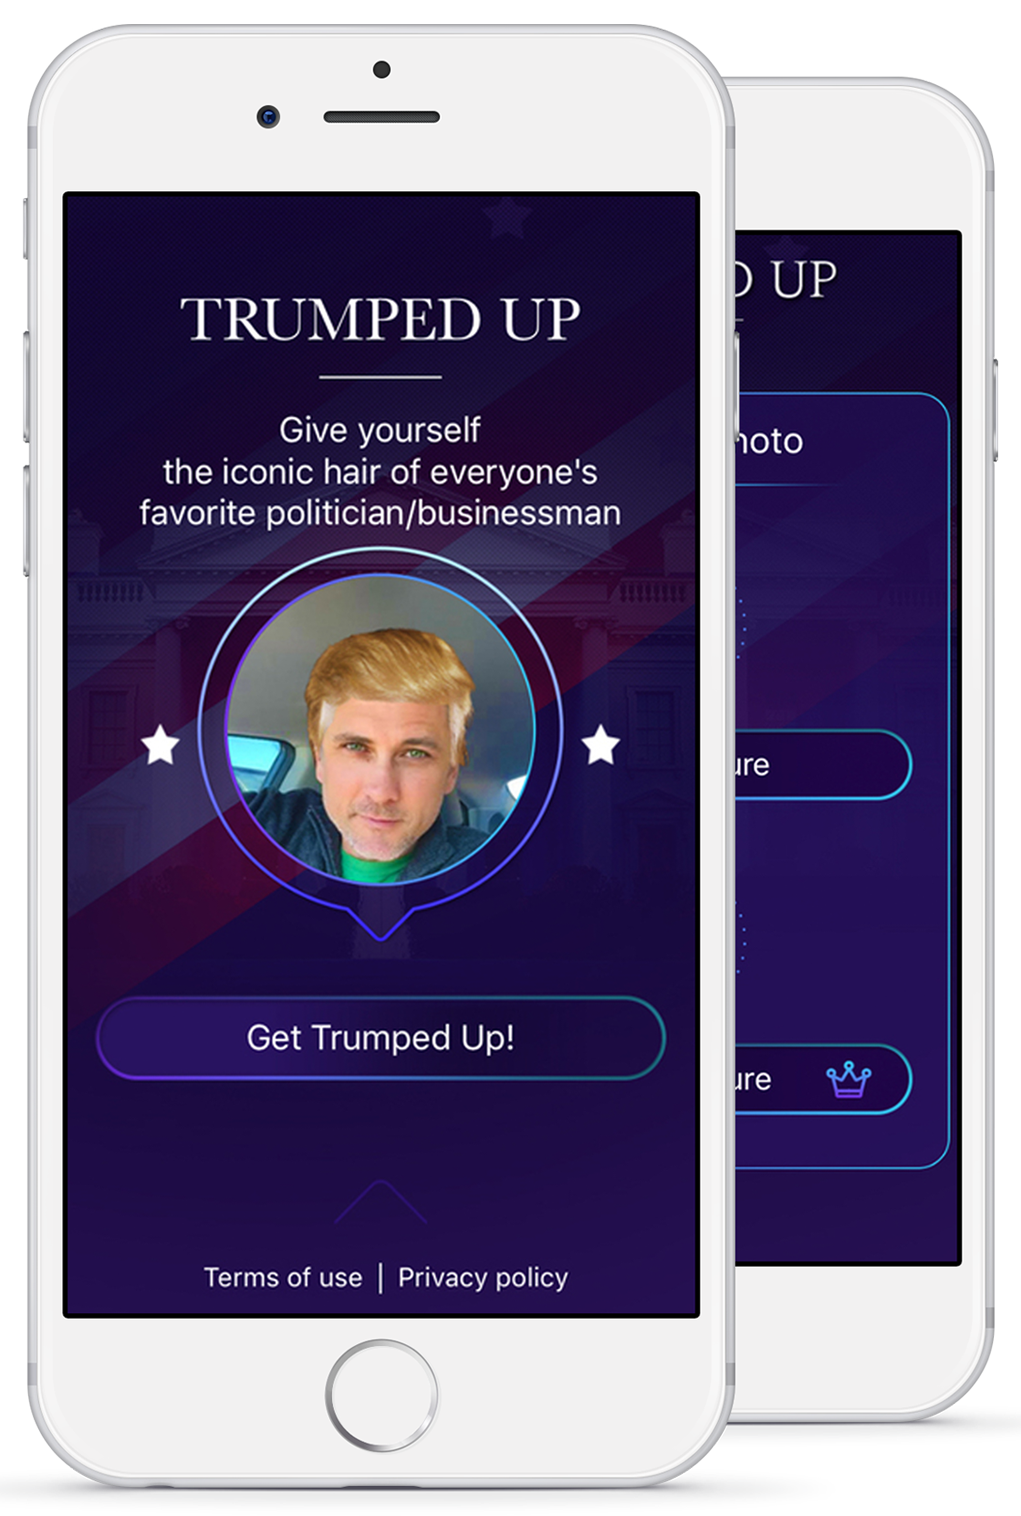 TRUMPED UP
Give yourself
the iconic hair of everyone's
favorite politician/businessman
Get Trumped Up!
Terms of use | Privacy policy
D UP
hoto
ure
ure